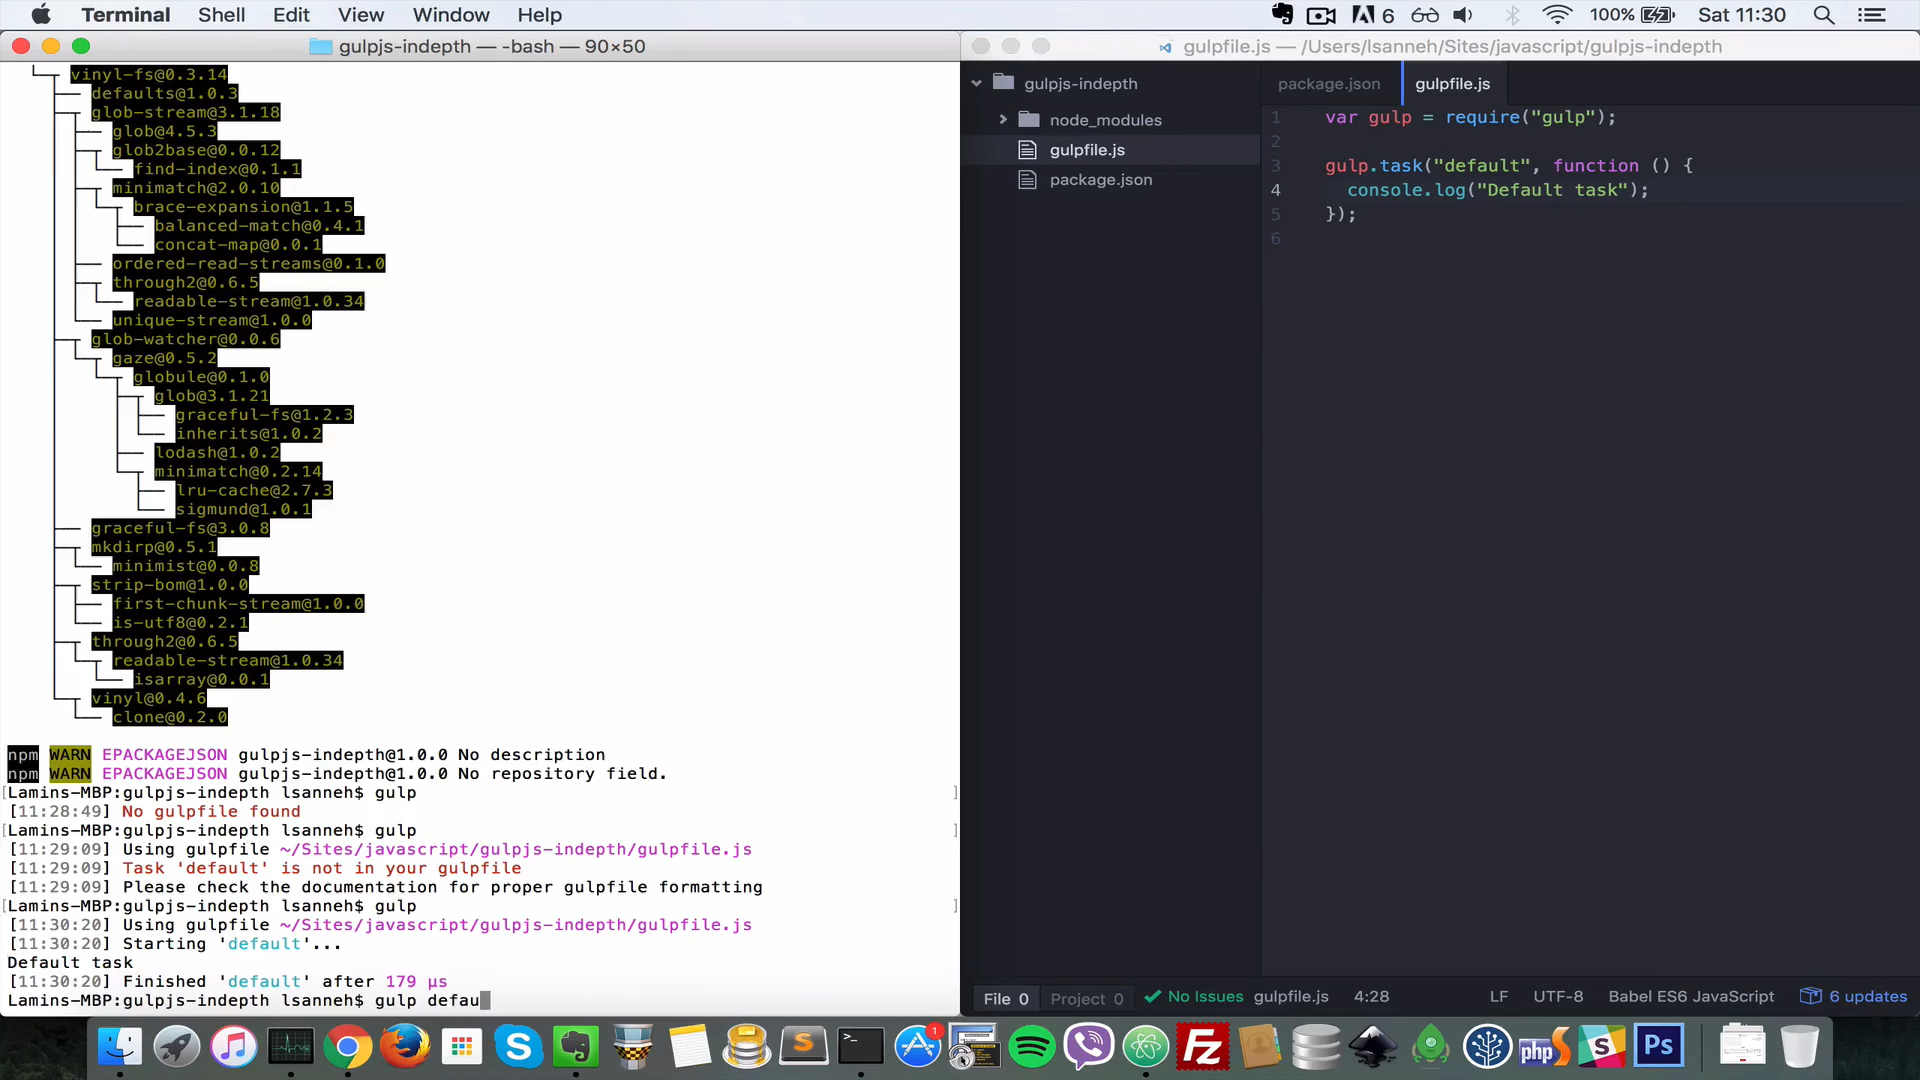 Terminal Shell Edit View Window Help 6 100% Sat 11:30
gulpjs-indepth — -bash — 90×50
vinyl-fs@0.3.14
defaults@1.0.3
glob-stream@3.1.18
glob@4.5.3
glob2base@0.0.12
find-index@0.1.1
minimatch@2.0.10
brace-expansion@1.1.5
balanced-match@0.4.1
concat-map@0.0.1
ordered-read-streams@0.1.0
through2@0.6.5
readable-stream@1.0.34
unique-stream@1.0.0
glob-watcher@0.0.6
gaze@0.5.2
globule@0.1.0
glob@3.1.21
graceful-fs@1.2.3
inherits@1.0.2
lodash@1.0.2
minimatch@0.2.14
lru-cache@2.7.3
sigmund@1.0.1
graceful-fs@3.0.8
mkdirp@0.5.1
minimist@0.0.8
strip-bom@1.0.0
first-chunk-stream@1.0.0
is-utf8@0.2.1
through2@0.6.5
readable-stream@1.0.34
isarray@0.0.1
vinyl@0.4.6
clone@0.2.0
npm WARN EPACKAGEJSON gulpjs-indepth@1.0.0 No description
npm WARN EPACKAGEJSON gulpjs-indepth@1.0.0 No repository field.
[Lamins-MBP:gulpjs-indepth lsanneh$ gulp ]
[11:28:49] No gulpfile found
[Lamins-MBP:gulpjs-indepth lsanneh$ gulp ]
[11:29:09] Using gulpfile ~/Sites/javascript/gulpjs-indepth/gulpfile.js
[11:29:09] Task 'default' is not in your gulpfile
[11:29:09] Please check the documentation for proper gulpfile formatting
[Lamins-MBP:gulpjs-indepth lsanneh$ gulp ]
[11:30:20] Using gulpfile ~/Sites/javascript/gulpjs-indepth/gulpfile.js
[11:30:20] Starting 'default'...
Default task
[11:30:20] Finished 'default' after 179 μs
Lamins-MBP:gulpjs-indepth lsanneh$ gulp defau
gulpfile.js — /Users/lsanneh/Sites/javascript/gulpjs-indepth
gulpjs-indepth
node_modules
gulpfile.js
package.json
package.json gulpfile.js
1 var gulp = require("gulp");
2
3 gulp.task("default", function () {
4 console.log("Default task");
5 });
6
File 0 Project 0 No Issues gulpfile.js 4:28 LF UTF-8 Babel ES6 JavaScript 6 updates
1
php
Ps